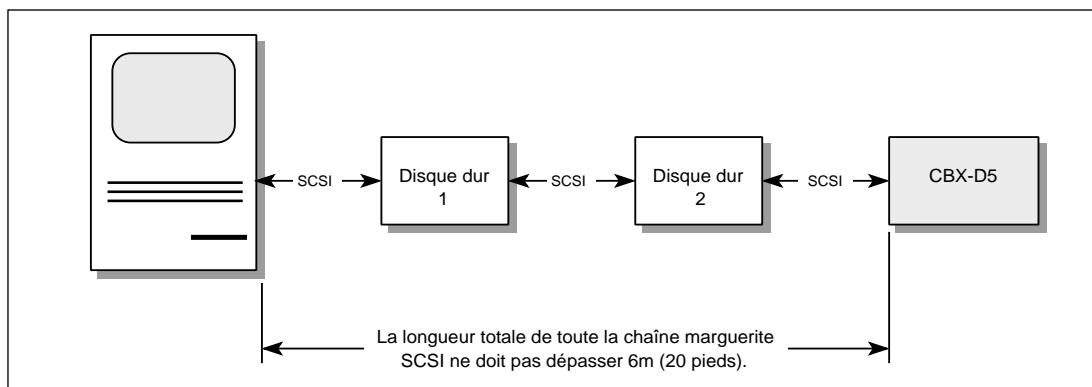 SCSI
Disque dur
1
SCSI
Disque dur
2
SCSI
CBX-D5
La longueur totale de toute la chaîne marguerite
SCSI ne doit pas dépasser 6m (20 pieds).